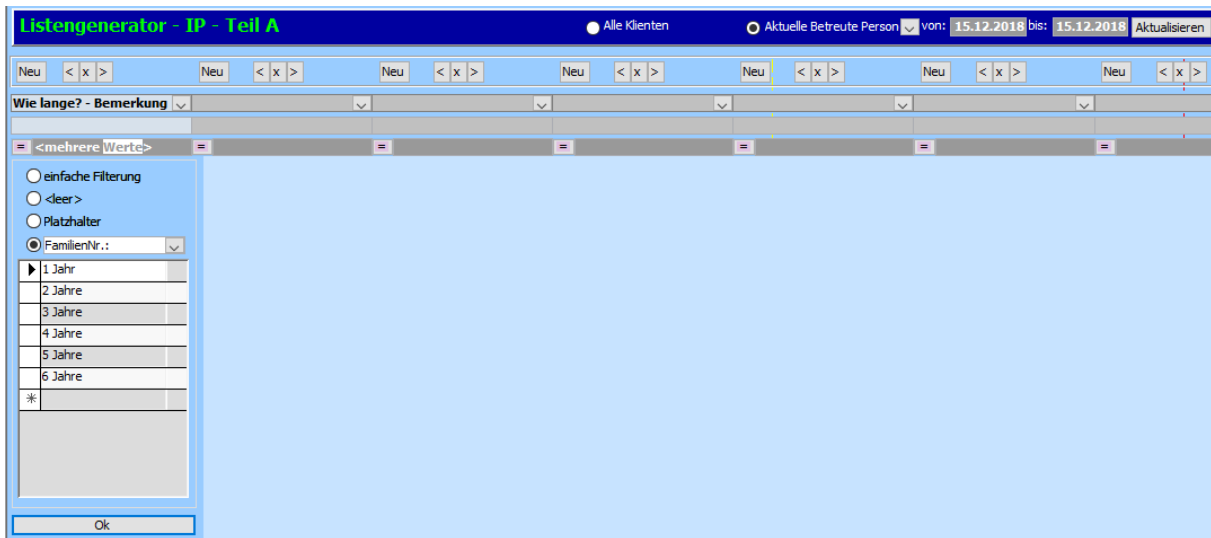 Listengenerator - IP - Teil A Alle Klienten Aktuelle Betreute Person von: 15.12.2018 bis: 15.12.2018 Aktualisieren
Neu < x > Neu < x > Neu < x > Neu < x > Neu < x > Neu < x > Neu < x >
Wie lange? - Bemerkung
= <mehrere Werte> = = = = = =
einfache Filterung
<leer>
Platzhalter
FamilienNr.:
1 Jahr
2 Jahre
3 Jahre
4 Jahre
5 Jahre
6 Jahre
*
Ok